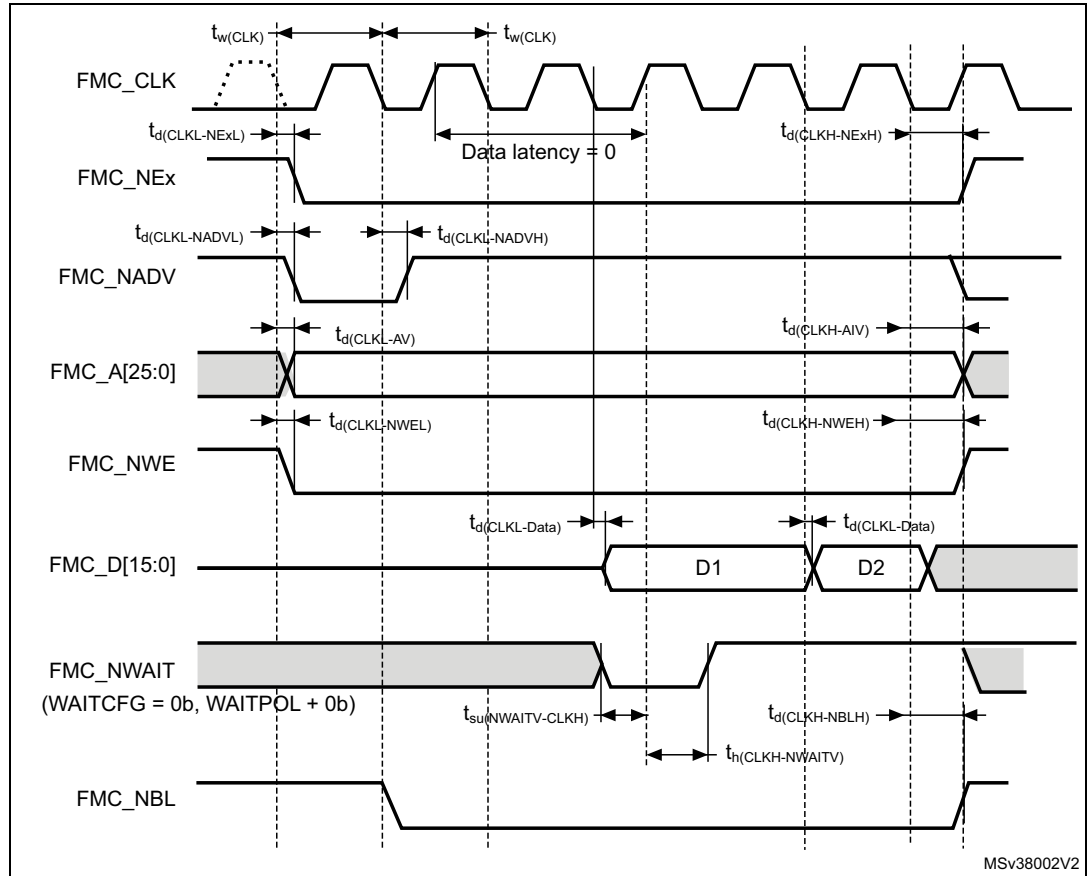 tw(CLK) tw(CLK)
FMC_CLK
td(CLKL-NExL) td(CLKH-NExH)
Data latency = 0
FMC_NEx
td(CLKL-NADVL) td(CLKL-NADVH)
FMC_NADV
td(CLKL-AV) td(CLKH-AIV)
FMC_A[25:0]
td(CLKL-NWEL) td(CLKH-NWEH)
FMC_NWE
td(CLKL-Data) td(CLKL-Data)
FMC_D[15:0] D1 D2
FMC_NWAIT
(WAITCFG = 0b, WAITPOL + 0b)
tsu(NWAITV-CLKH) td(CLKH-NBLH)
th(CLKH-NWAITV)
FMC_NBL
MSv38002V2